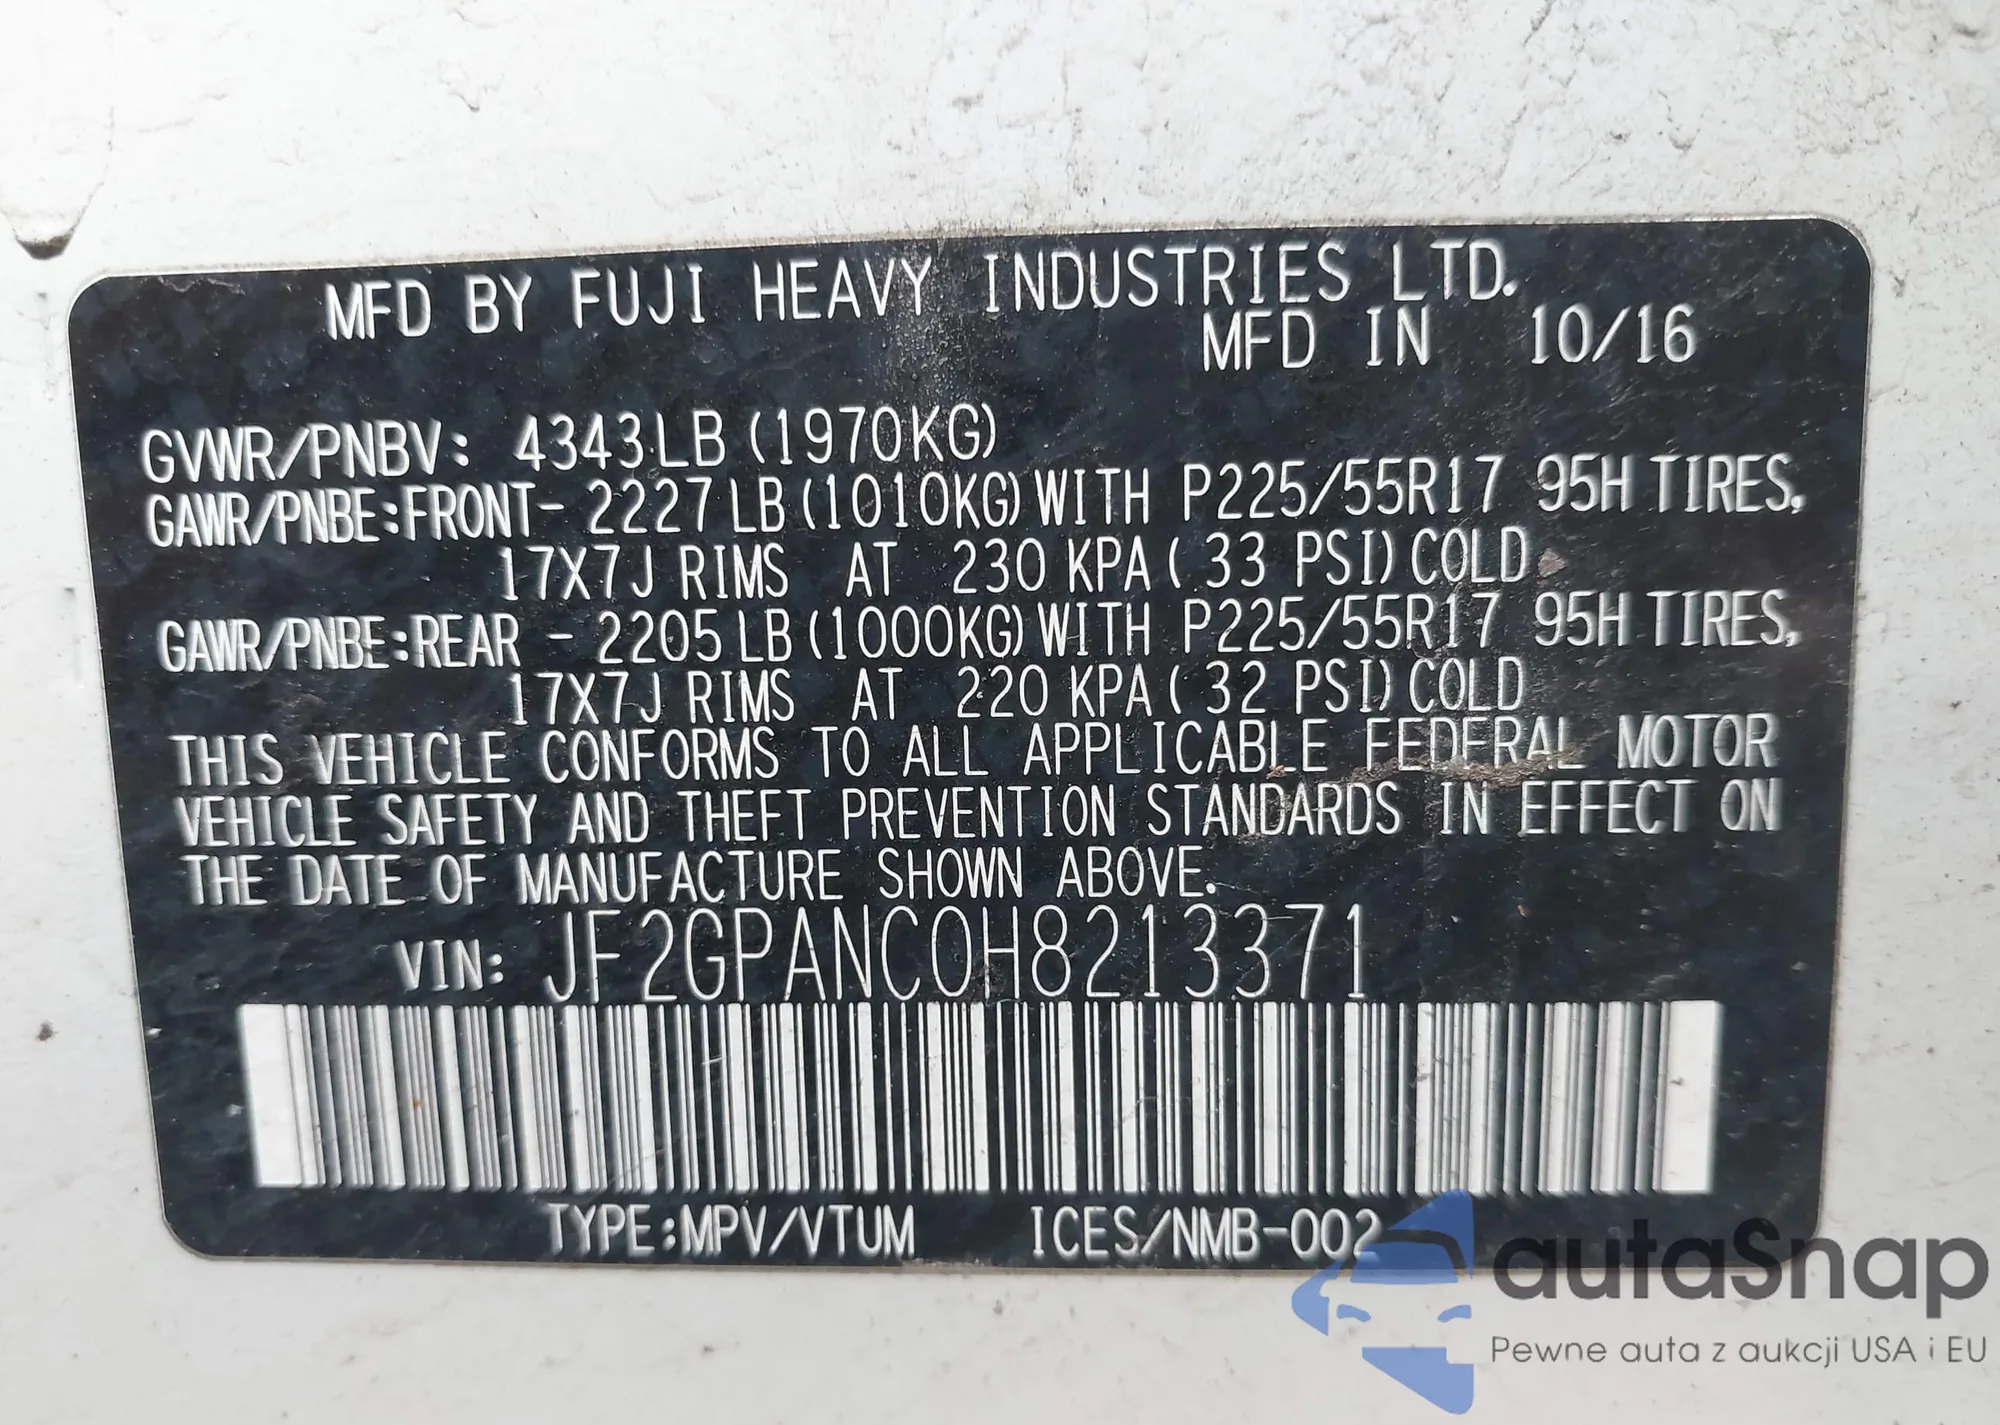 MFD BY FUJI HEAVY INDUSTRIES LTD.
MFD IN 10/16
GVWR/PNBV: 4343LB (1970KG)
GAWR/PNBE:FRONT- 2227 LB (1010KG) WITH P225/55R17 95H TIRES,
17X7J RIMS AT 230 KPA ( 33 PSI) COLD
GAWR/PNBE:REAR - 2205 LB (1000KG) WITH P225/55R17 95H TIRES,
17X7J RIMS AT 220 KPA ( 32 PSI) COLD
THIS VEHICLE CONFORMS TO ALL APPLICABLE FEDERAL MOTOR
VEHICLE SAFETY AND THEFT PREVENTION STANDARDS IN EFFECT ON
THE DATE OF MANUFACTURE SHOWN ABOVE.
VIN: JF2GPANC0H8213371
TYPE:MPV/VTUM ICES/NMB-002
autaSnap
Pewne auta z aukcji USA i EU